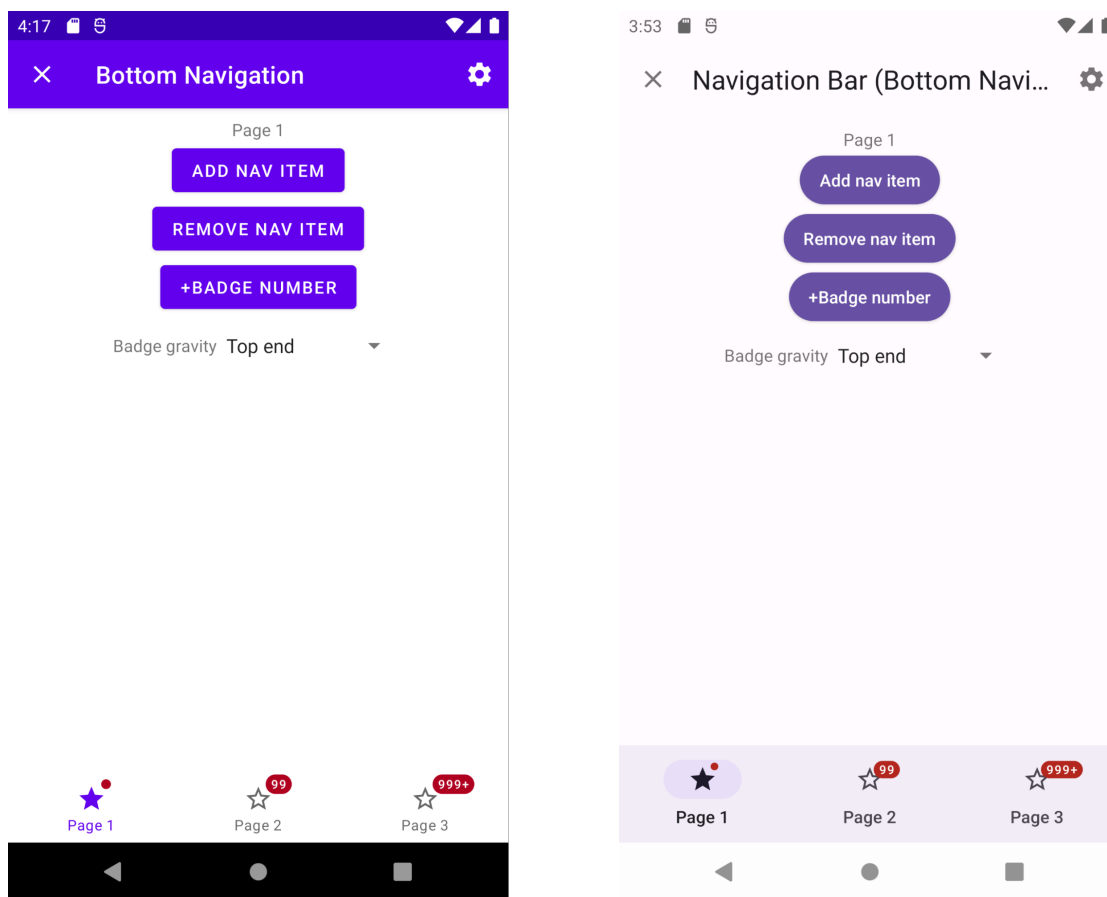 4:17
Bottom Navigation
Page 1
ADD NAV ITEM
REMOVE NAV ITEM
+BADGE NUMBER
Badge gravity Top end
99
999+
Page 1
Page 2
Page 3
3:53
Navigation Bar (Bottom Navi...
Page 1
Add nav item
Remove nav item
+Badge number
Badge gravity Top end
99
999+
Page 1
Page 2
Page 3